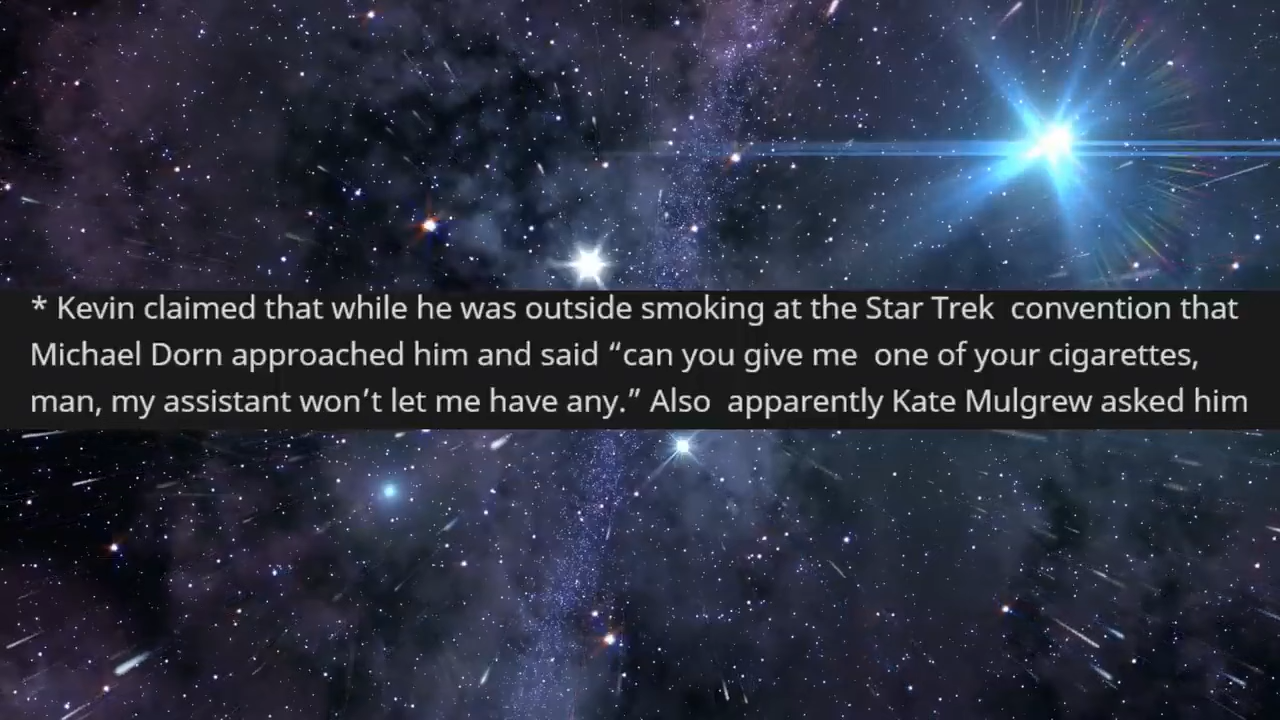 * Kevin claimed that while he was outside smoking at the Star Trek  convention that
Michael Dorn approached him and said “can you give me  one of your cigarettes,
man, my assistant won’t let me have any.” Also  apparently Kate Mulgrew asked him